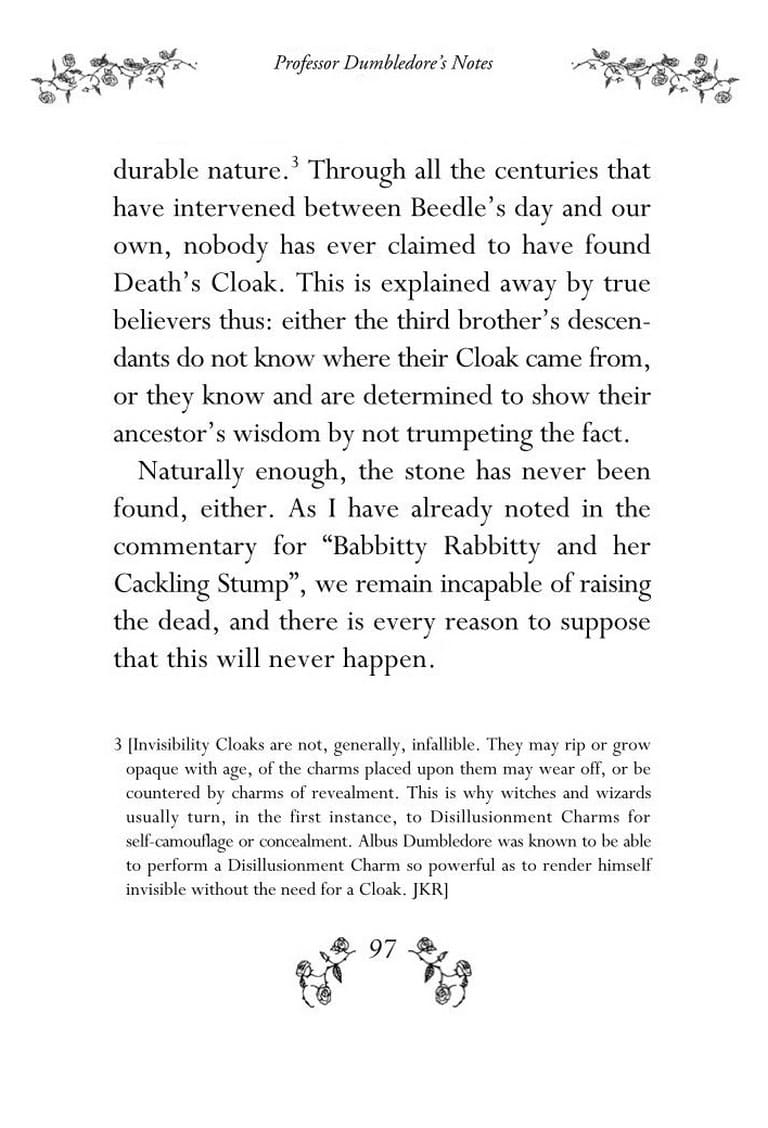 Professor Dumbledore’s Notes
durable nature.³ Through all the centuries that
have intervened between Beedle’s day and our
own, nobody has ever claimed to have found
Death’s Cloak. This is explained away by true
believers thus: either the third brother’s descen-
dants do not know where their Cloak came from,
or they know and are determined to show their
ancestor’s wisdom by not trumpeting the fact.
Naturally enough, the stone has never been
found, either. As I have already noted in the
commentary for “Babbitty Rabbitty and her
Cackling Stump”, we remain incapable of raising
the dead, and there is every reason to suppose
that this will never happen.
3 [Invisibility Cloaks are not, generally, infallible. They may rip or grow
opaque with age, of the charms placed upon them may wear off, or be
countered by charms of revealment. This is why witches and wizards
usually turn, in the first instance, to Disillusionment Charms for
self-camouflage or concealment. Albus Dumbledore was known to be able
to perform a Disillusionment Charm so powerful as to render himself
invisible without the need for a Cloak. JKR]
97